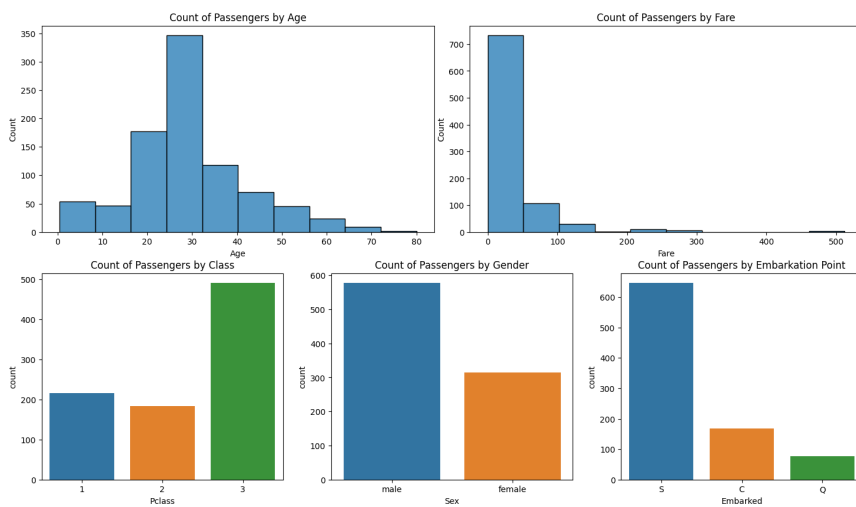 Count of Passengers by Age
350
300
250
200
150
100
50
0
Count
0 10 20 30 40 50 60 70 80
Age
Count of Passengers by Fare
700
600
500
400
300
200
100
0
Count
0 100 200 300 400 500
Fare
Count of Passengers by Class
500
400
300
200
100
0
count
1 2 3
Pclass
Count of Passengers by Gender
600
500
400
300
200
100
0
count
male female
Sex
Count of Passengers by Embarkation Point
600
500
400
300
200
100
0
count
S C Q
Embarked